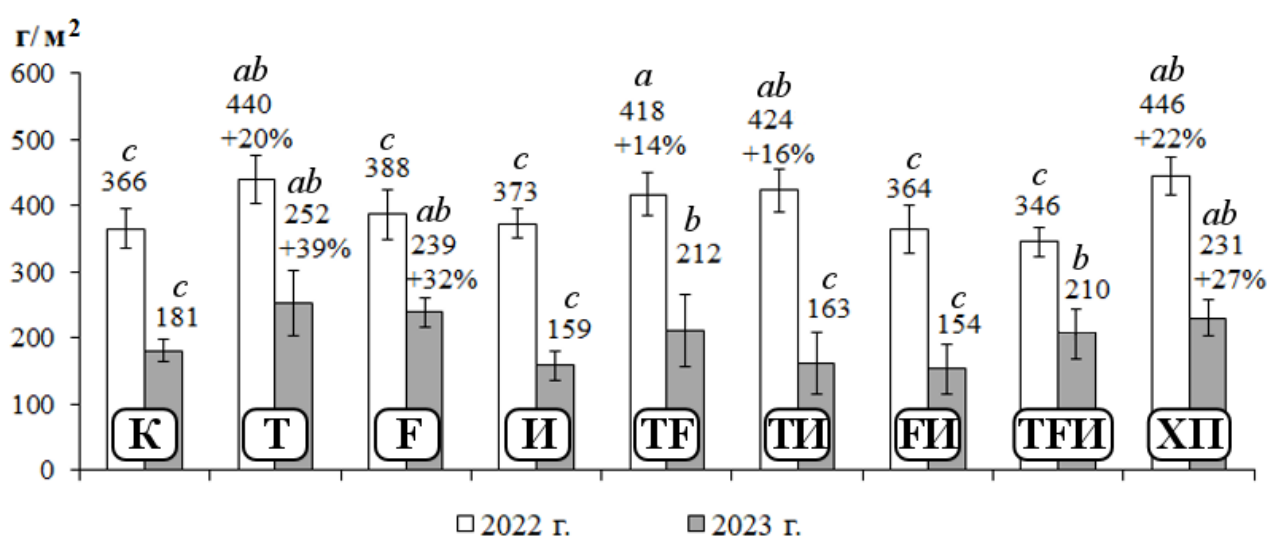 г/м²
600
500
400
300
200
100
0
c
366
c
181
ab
440
+20%
ab
252
+39%
c
388
ab
239
+32%
c
373
c
159
a
418
+14%
b
212
ab
424
+16%
c
163
c
364
c
154
c
346
b
210
ab
446
+22%
ab
231
+27%
К
Т
F
И
TF
ТИ
FИ
TFИ
ХП
2022 г.
2023 г.